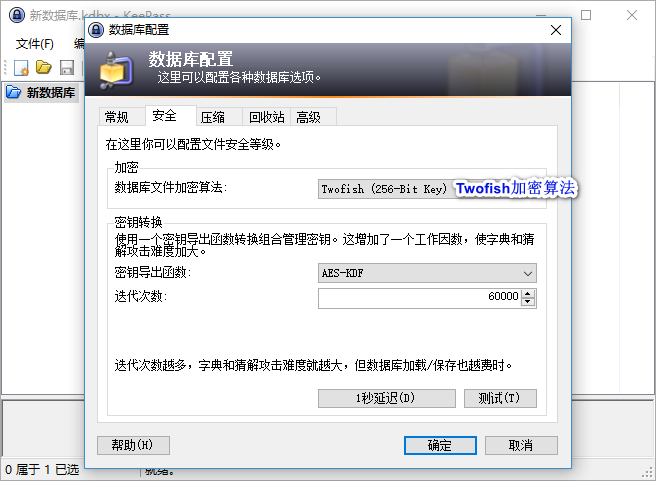 新数据库.kdbx - KeePass
数据库配置
文件(F)
数据库配置
这里可以配置各种数据库选项。
新数据库
常规 安全 压缩 回收站 高级
在这里你可以配置文件安全等级。
加密
数据库文件加密算法: Twofish (256-Bit Key) Twofish加密算法
密钥转换
使用一个密钥导出函数转换组合管理密钥。这增加了一个工作因数，使字典和猜
解攻击难度加大。
密钥导出函数: AES-KDF
迭代次数: 60000
迭代次数越多，字典和猜解攻击难度就越大，但数据库加载/保存也越费时。
1秒延迟(D) 测试(T)
帮助(H) 确定 取消
0 属于 1 已选 就绪。